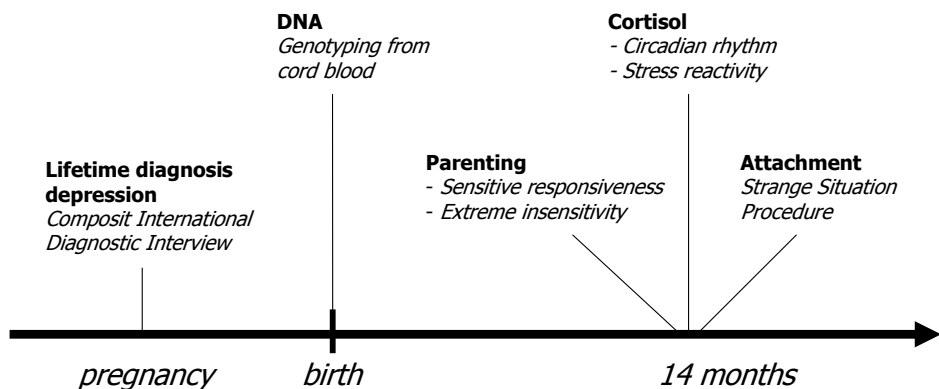 DNA
Genotyping from
cord blood
Cortisol
- Circadian rhythm
- Stress reactivity
Lifetime diagnosis
depression
Composit International
Diagnostic Interview
Parenting
- Sensitive responsiveness
- Extreme insensitivity
Attachment
Strange Situation
Procedure
pregnancy
birth
14 months